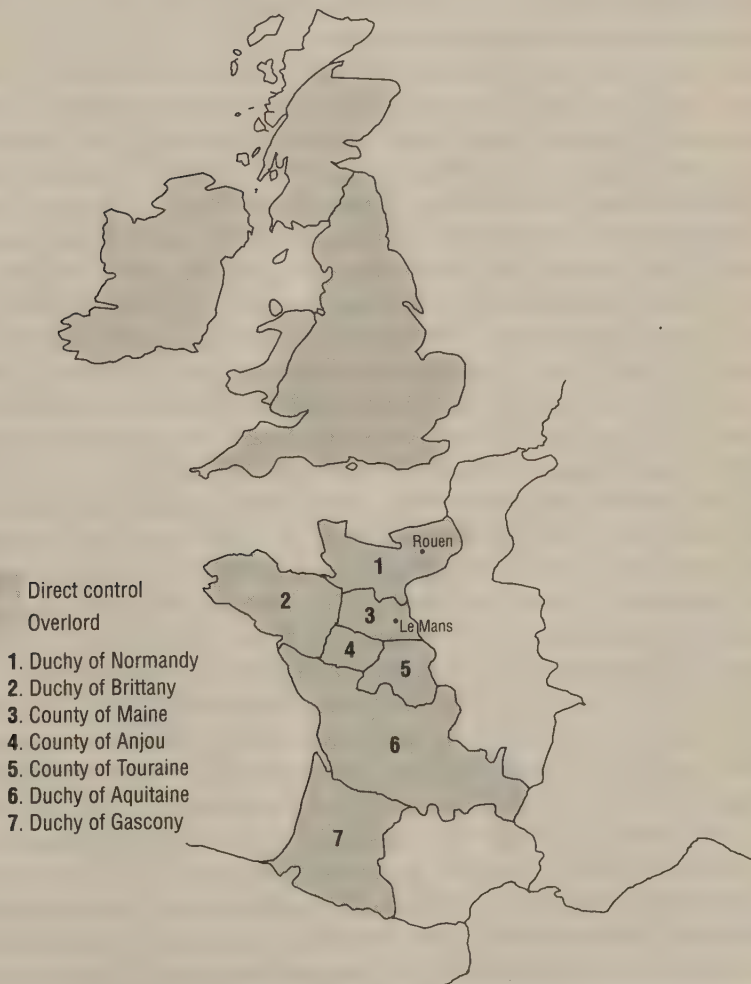 Rouen
1
2
3
Le Mans
4
5
6
7
Direct control
Overlord
1. Duchy of Normandy
2. Duchy of Brittany
3. County of Maine
4. County of Anjou
5. County of Touraine
6. Duchy of Aquitaine
7. Duchy of Gascony